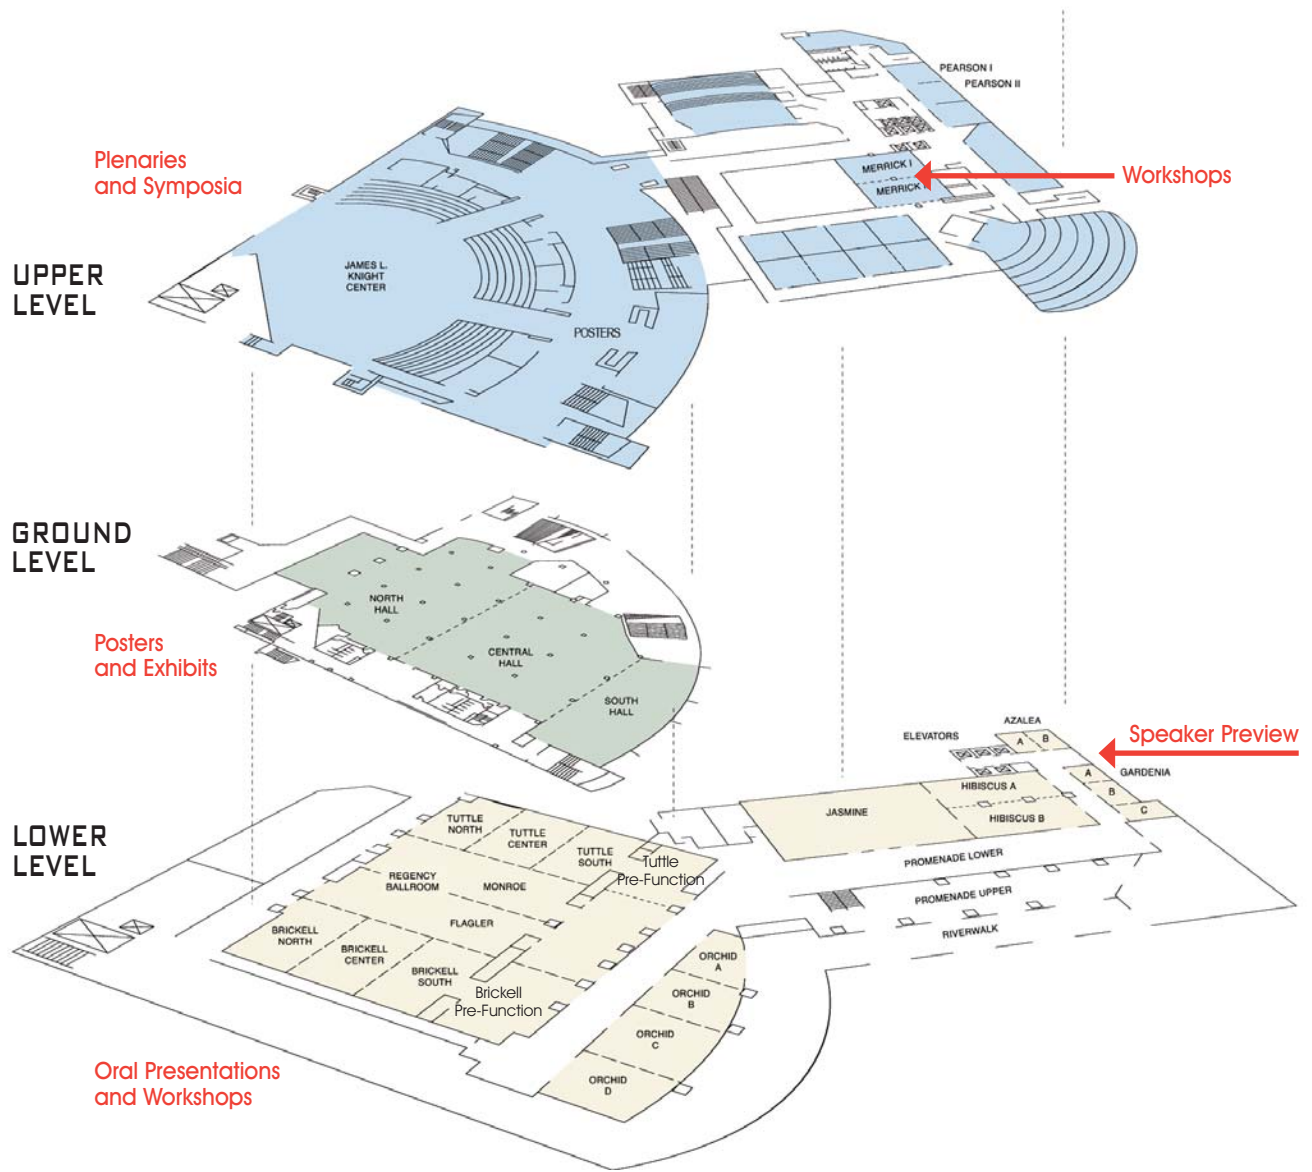 PEARSON I
PEARSON II
Plenaries
and Symposia
MERRICK I
MERRICK
Workshops
UPPER
LEVEL
JAMES L.
KNIGHT
CENTER
POSTERS
GROUND
LEVEL
NORTH
HALL
Posters
and Exhibits
CENTRAL
HALL
SOUTH
HALL
AZALEA
ELEVATORS
A
B
Speaker Preview
A
GARDENIA
B
C
HIBISCUS A
HIBISCUS B
JASMINE
LOWER
LEVEL
TUTTLE
NORTH
TUTTLE
CENTER
TUTTLE
SOUTH
Tuttle
Pre-Function
REGENCY
BALLROOM
MONROE
FLAGLER
PROMENADE LOWER
PROMENADE UPPER
RIVERWALK
BRICKELL
NORTH
BRICKELL
CENTER
BRICKELL
SOUTH
Brickell
Pre-Function
ORCHID
A
ORCHID
B
ORCHID
C
ORCHID
D
Oral Presentations
and Workshops